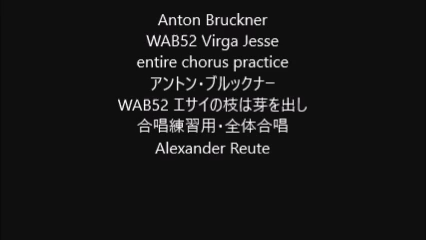 Anton Bruckner
WAB52 Virga Jesse
entire chorus practice
アントン・ブルックナー
WAB52 エサイの枝は芽を出し
合唱練習用・全体合唱
Alexander Reute